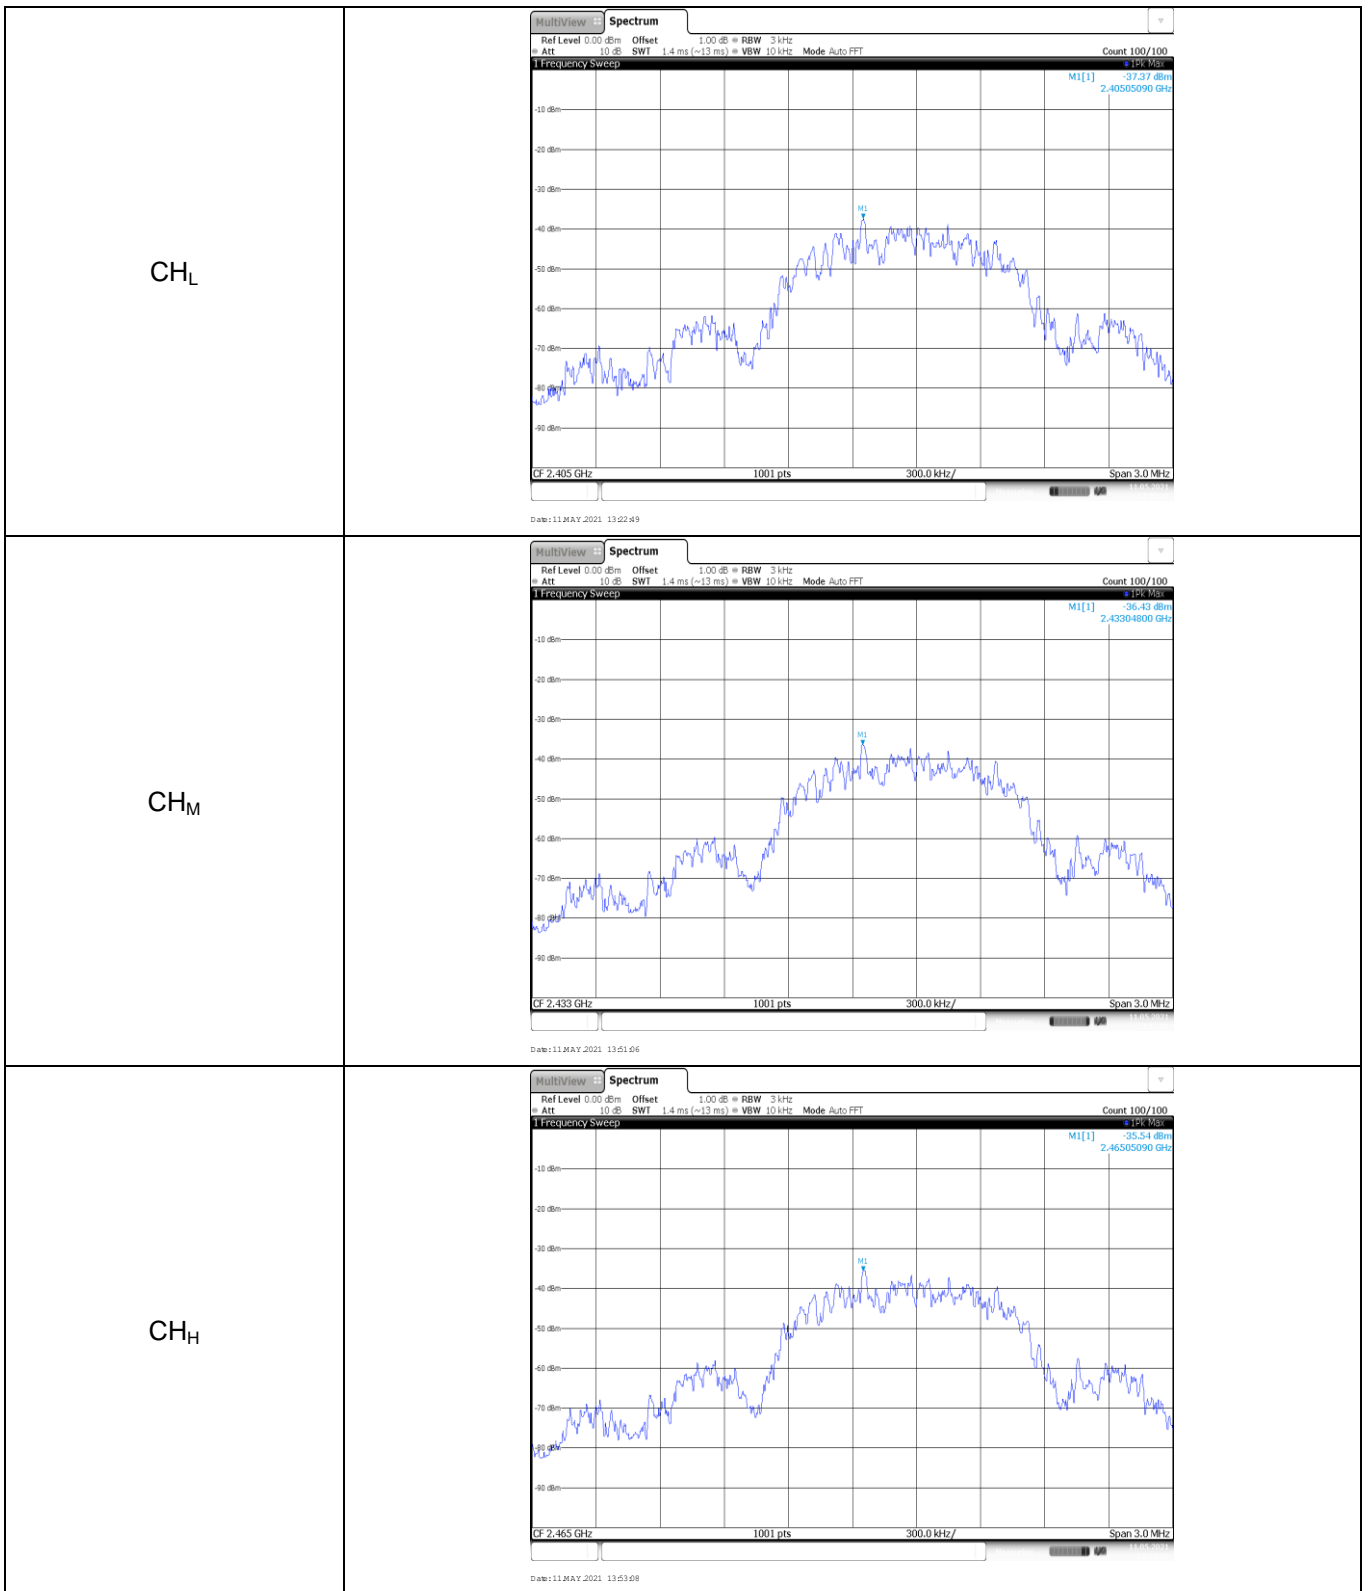 CHL
MultiView Spectrum
Ref Level 0.00 dBm Offset 1.00 dB RBW 3 kHz
Att 10 dB SWT 1.4 ms (~13 ms) VBW 10 kHz Mode Auto FFT Count 100/100
1 Frequency Sweep 1Pk Max
M1[1] -37.37 dBm
2.40505090 GHz
-10 dBm
-20 dBm
-30 dBm
M1
-40 dBm
-50 dBm
-60 dBm
-70 dBm
-80 dBm
-90 dBm
CF 2.405 GHz 1001 pts 300.0 kHz/ Span 3.0 MHz
11.05.2021
Date: 11.MAY.2021 13:22:49
CHM
MultiView Spectrum
Ref Level 0.00 dBm Offset 1.00 dB RBW 3 kHz
Att 10 dB SWT 1.4 ms (~13 ms) VBW 10 kHz Mode Auto FFT Count 100/100
1 Frequency Sweep 1Pk Max
M1[1] -36.43 dBm
2.43304800 GHz
-10 dBm
-20 dBm
-30 dBm
M1
-40 dBm
-50 dBm
-60 dBm
-70 dBm
-80 dBm
-90 dBm
CF 2.433 GHz 1001 pts 300.0 kHz/ Span 3.0 MHz
11.05.2021
Date: 11.MAY.2021 13:51:06
CHH
MultiView Spectrum
Ref Level 0.00 dBm Offset 1.00 dB RBW 3 kHz
Att 10 dB SWT 1.4 ms (~13 ms) VBW 10 kHz Mode Auto FFT Count 100/100
1 Frequency Sweep 1Pk Max
M1[1] -35.54 dBm
2.46505090 GHz
-10 dBm
-20 dBm
-30 dBm
M1
-40 dBm
-50 dBm
-60 dBm
-70 dBm
-80 dBm
-90 dBm
CF 2.465 GHz 1001 pts 300.0 kHz/ Span 3.0 MHz
11.05.2021
Date: 11.MAY.2021 13:53:08